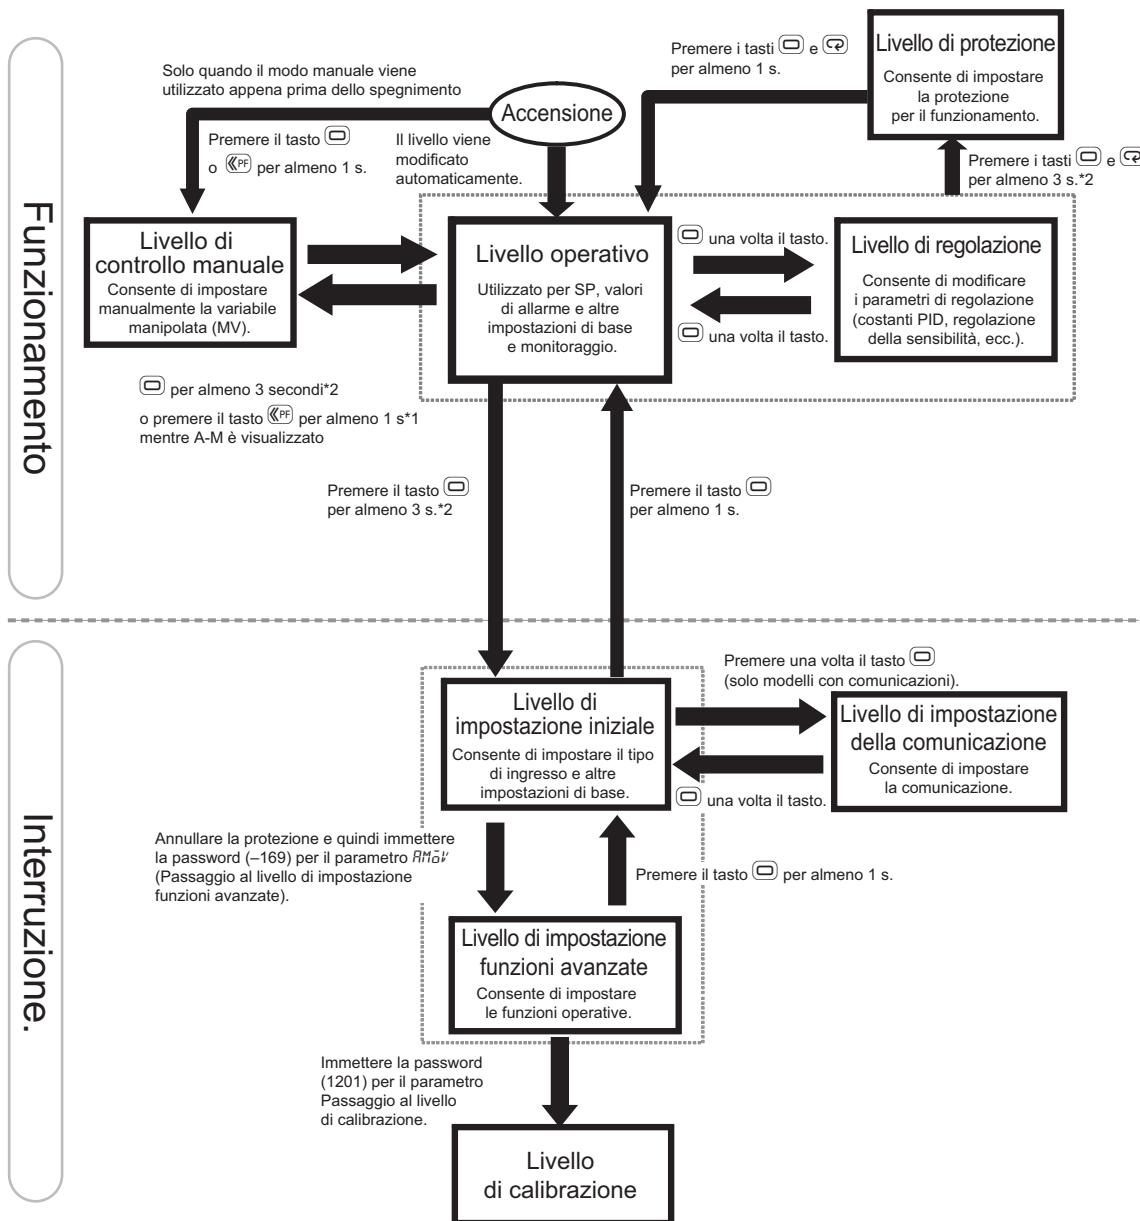 Funzionamento
Solo quando il modo manuale viene
utilizzato appena prima dello spegnimento
Accensione
Premere i tasti e
per almeno 1 s.
Livello di protezione
Consente di impostare
la protezione
per il funzionamento.
Premere il tasto
o PF per almeno 1 s.
Il livello viene
modificato
automaticamente.
Premere i tasti e
per almeno 3 s.*2
Livello di
controllo manuale
Consente di impostare
manualmente la variabile
manipolata (MV).
Livello operativo
Utilizzato per SP, valori
di allarme e altre
impostazioni di base
e monitoraggio.
una volta il tasto.
una volta il tasto.
Livello di regolazione
Consente di modificare
i parametri di regolazione
(costanti PID, regolazione
della sensibilità, ecc.).
per almeno 3 secondi*2
o premere il tasto PF per almeno 1 s*1
mentre A-M è visualizzato
Premere il tasto
per almeno 3 s.*2
Premere il tasto
per almeno 1 s.
Interruzione.
Livello di
impostazione iniziale
Consente di impostare il tipo
di ingresso e altre
impostazioni di base.
Premere una volta il tasto
(solo modelli con comunicazioni).
Livello di impostazione
della comunicazione
Consente di impostare
la comunicazione.
una volta il tasto.
Annullare la protezione e quindi immettere
la password (–169) per il parametro AMoV
(Passaggio al livello di impostazione
funzioni avanzate).
Premere il tasto per almeno 1 s.
Livello di impostazione
funzioni avanzate
Consente di impostare
le funzioni operative.
Immettere la password
(1201) per il parametro
Passaggio al livello
di calibrazione.
Livello
di calibrazione